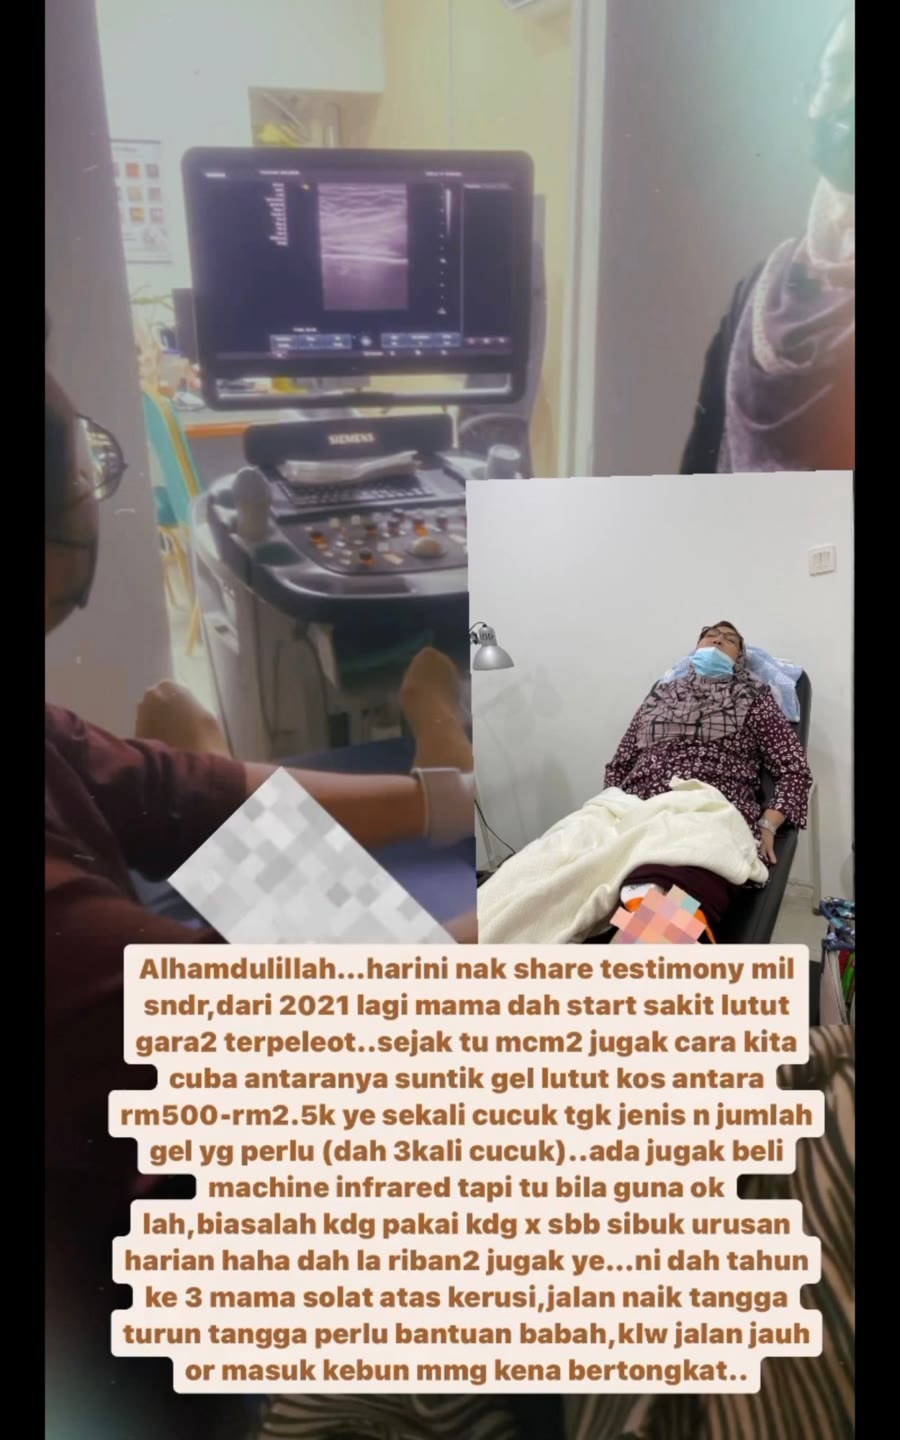 SIEMENS
Alhamdulillah...harini nak share testimony mil
sndr,dari 2021 lagi mama dah start sakit lutut
gara2 terpeleot..sejak tu mcm2 jugak cara kita
cuba antaranya suntik gel lutut kos antara
rm500-rm2.5k ye sekali cucuk tgk jenis n jumlah
gel yg perlu (dah 3kali cucuk)..ada jugak beli
machine infrared tapi tu bila guna ok
lah,biasalah kdg pakai kdg x sbb sibuk urusan
harian haha dah la riban2 jugak ye...ni dah tahun
ke 3 mama solat atas kerusi,jalan naik tangga
turun tangga perlu bantuan babah,klw jalan jauh
or masuk kebun mmg kena bertongkat..